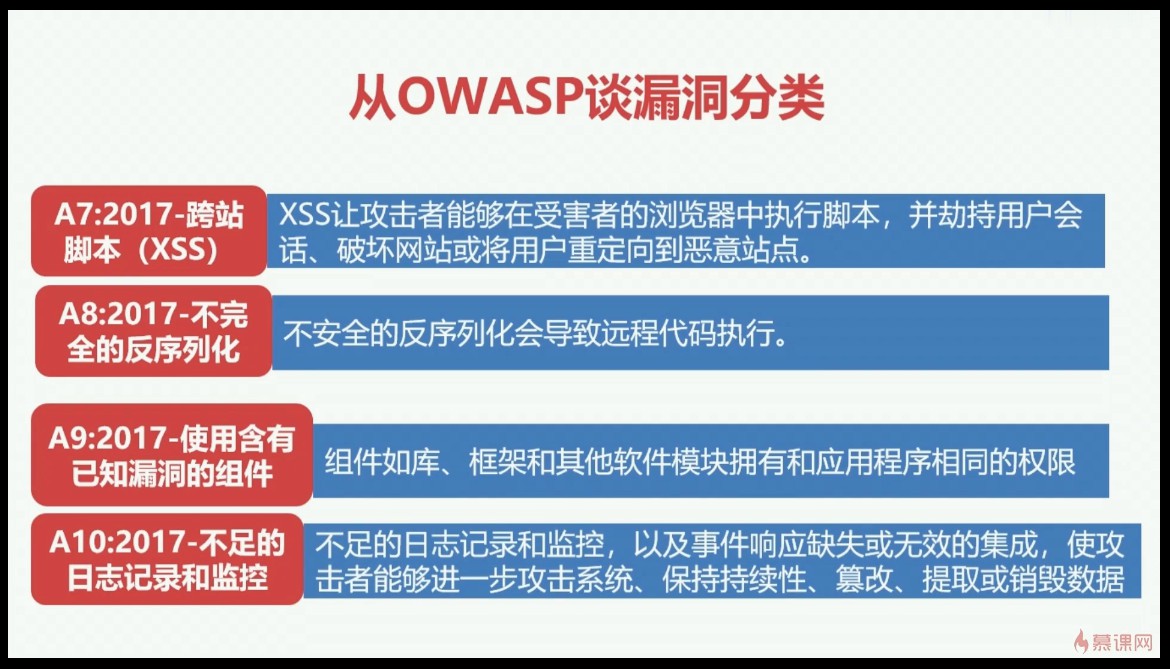 从OWASP谈漏洞分类
A7:2017-跨站
脚本（XSS）
XSS让攻击者能够在受害者的浏览器中执行脚本，并劫持用户会
话、破坏网站或将用户重定向到恶意站点。
A8:2017-不完
全的反序列化
不安全的反序列化会导致远程代码执行。
A9:2017-使用含有
已知漏洞的组件
组件如库、框架和其他软件模块拥有和应用程序相同的权限
A10:2017-不足的
日志记录和监控
不足的日志记录和监控，以及事件响应缺失或无效的集成，使攻
击者能够进一步攻击系统、保持持续性、篡改、提取或销毁数据
慕课网